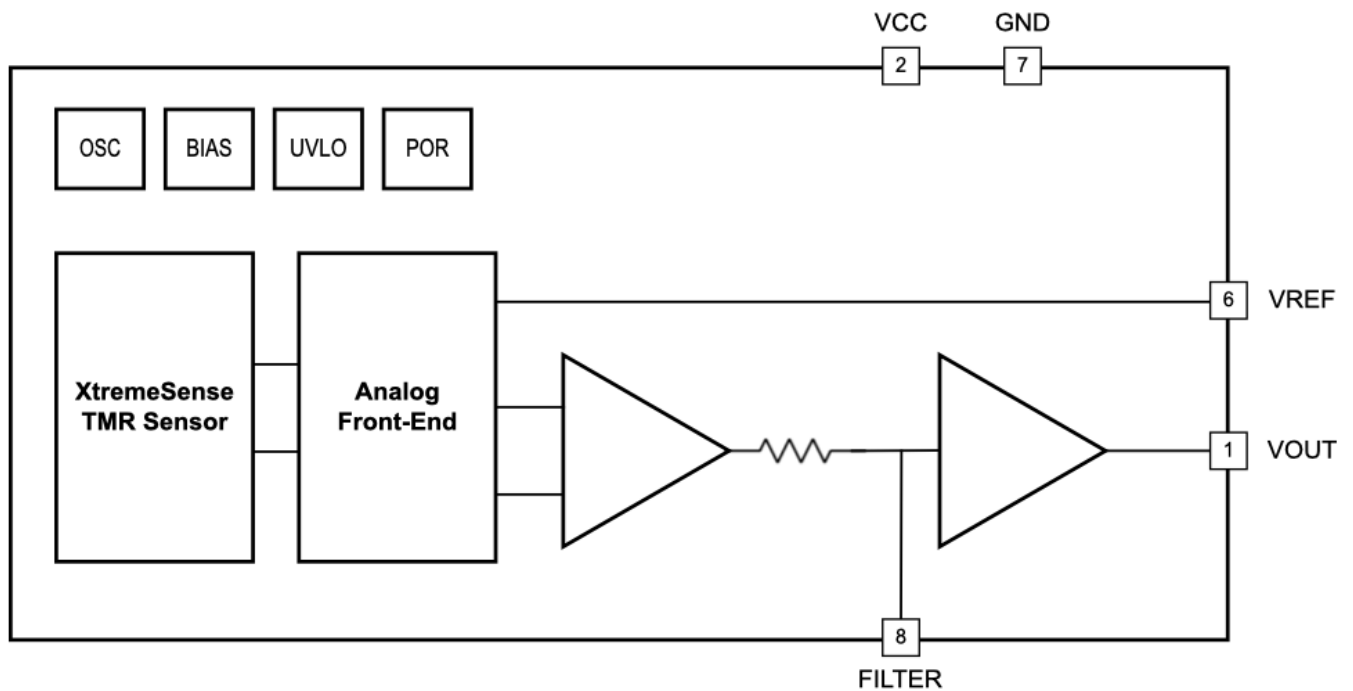 VCC GND
2 7
OSC BIAS UVLO POR
6 VREF
XtremeSense
TMR Sensor
Analog
Front-End
1 VOUT
8
FILTER